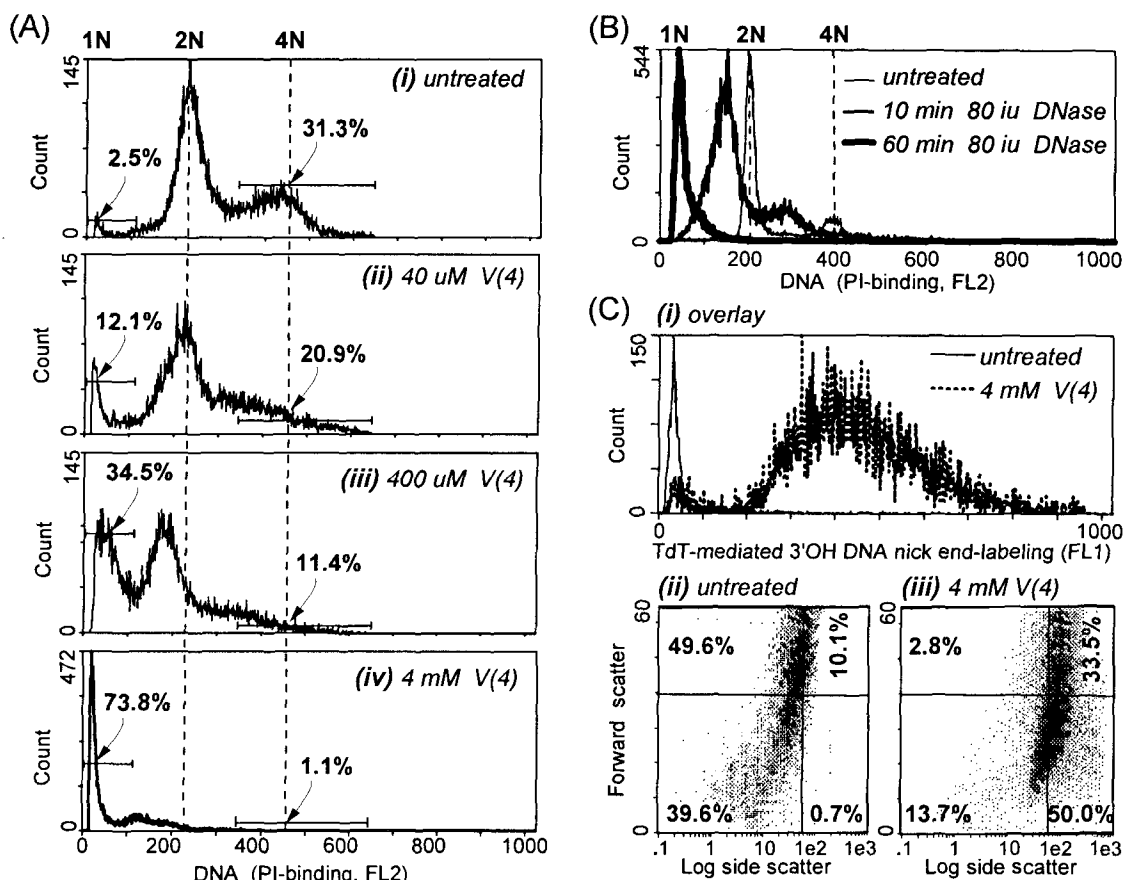 (A)
1N 2N 4N
145
(i) untreated
31.3%
2.5%
Count
0
145
(ii) 40 uM V(4)
12.1%
20.9%
Count
0
145
34.5%
(iii) 400 uM V(4)
11.4%
Count
0
472
(iv) 4 mM V(4)
73.8%
1.1%
Count
0
0 200 400 600 800 1000
DNA (PI-binding, FL2)
(B)
1N 2N 4N
544
untreated
10 min 80 iu DNase
60 min 80 iu DNase
Count
0
0 200 400 600 800 1000
DNA (PI-binding, FL2)
(C)
(i) overlay
150
untreated
4 mM V(4)
Count
0
0 200 400 600 800 1000
TdT-mediated 3'OH DNA nick end-labeling (FL1)
(ii) untreated
60
49.6%
10.1%
Forward scatter
39.6%
0.7%
0
.1 1 10 1e2 1e3
Log side scatter
(iii) 4 mM V(4)
60
2.8%
33.5%
13.7%
50.0%
0
.1 1 10 1e2 1e3
Log side scatter